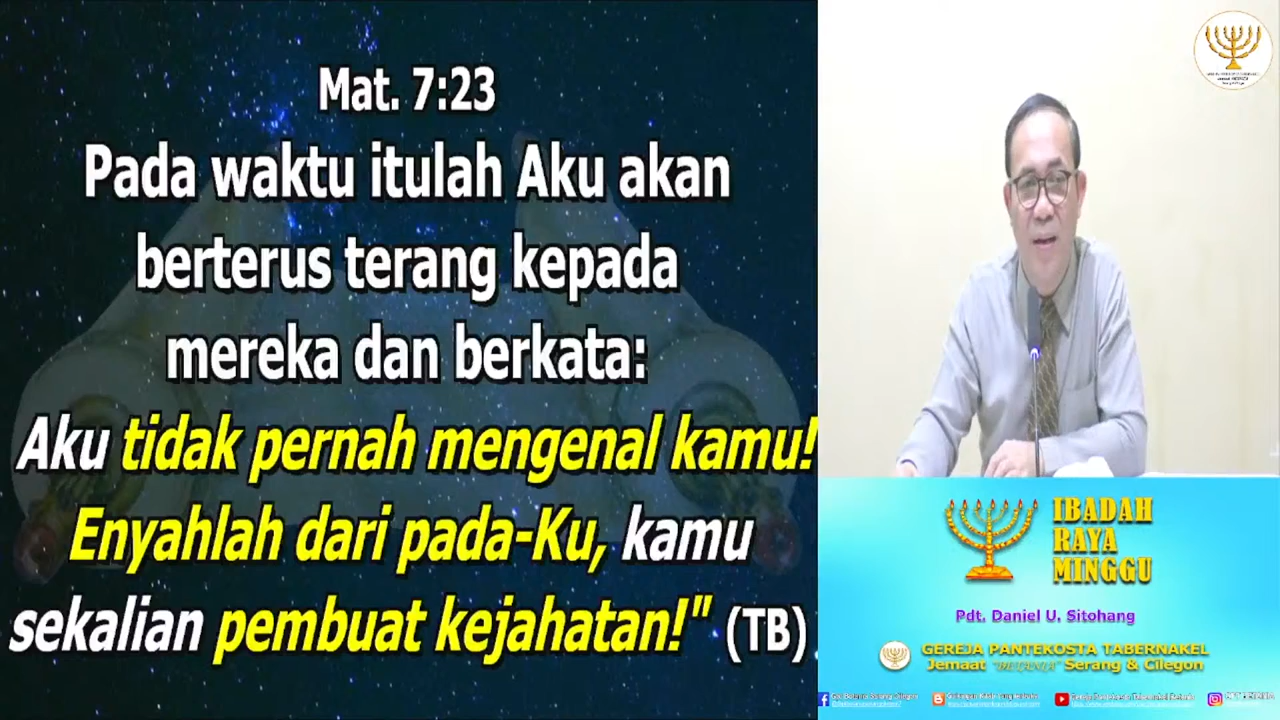 Mat. 7:23
Pada waktu itulah Aku akan
berterus terang kepada
mereka dan berkata:
Aku tidak pernah mengenal kamu!
Enyahlah dari pada-Ku, kamu
sekalian pembuat kejahatan!" (TB)
IBADAH
RAYA
MINGGU
Pdt. Daniel U. Sitohang
GEREJA PANTEKOSTA TABERNAKEL
Jemaat "BETANIA" Serang & Cilegon